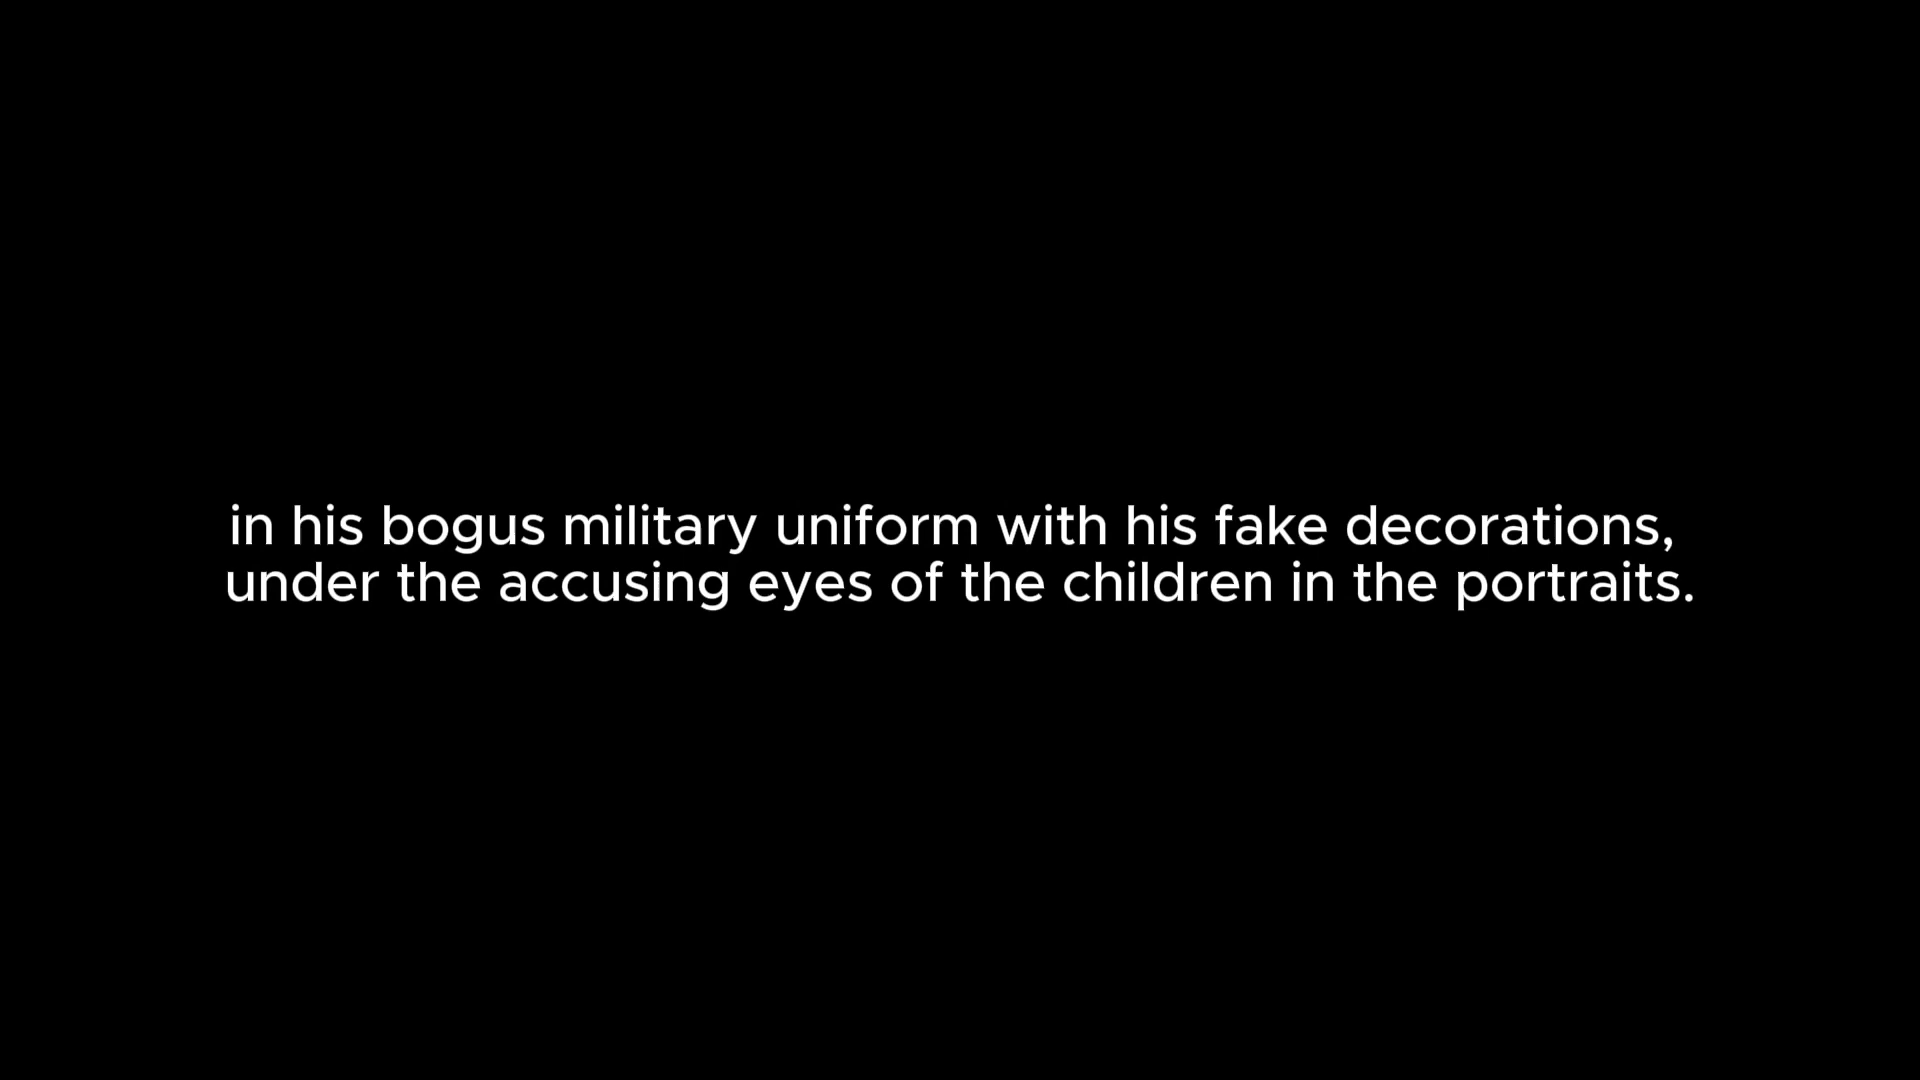 in his bogus military uniform with his fake decorations,
under the accusing eyes of the children in the portraits.